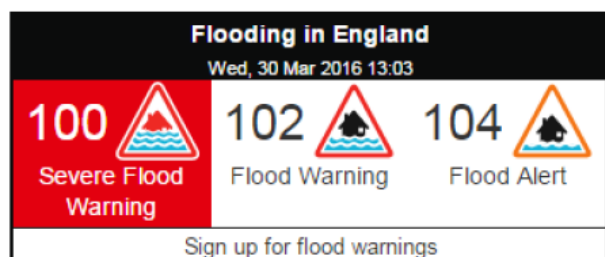 Flooding in England
Wed, 30 Mar 2016 13:03
100 102 104
Severe Flood Warning
Flood Warning
Flood Alert
Sign up for flood warnings